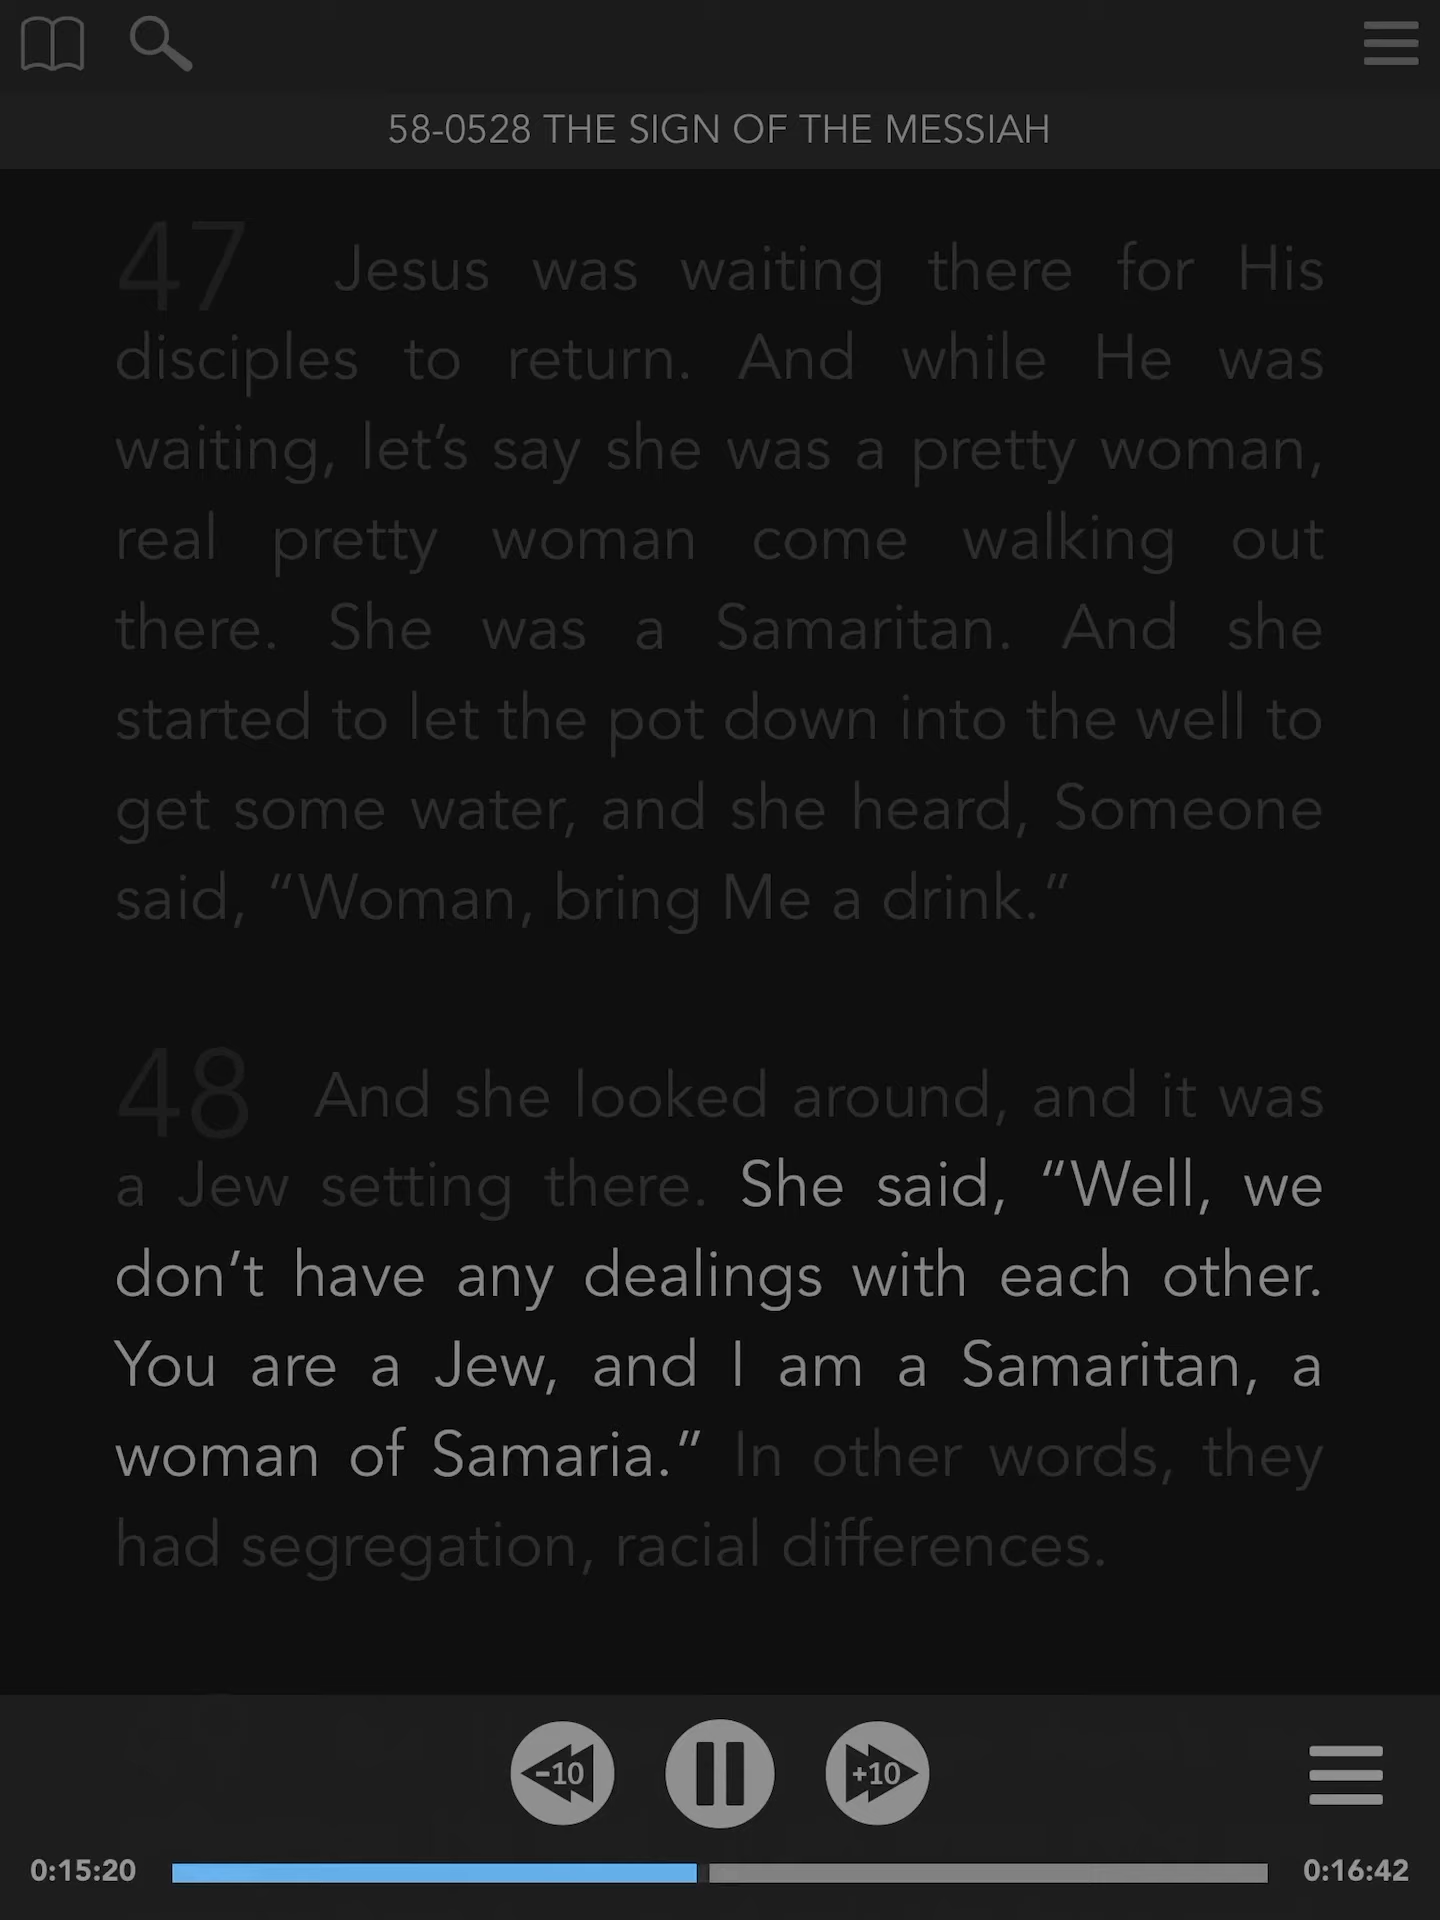 58-0528 THE SIGN OF THE MESSIAH
47 Jesus was waiting there for His
disciples to return. And while He was
waiting, let’s say she was a pretty woman,
real pretty woman come walking out
there. She was a Samaritan. And she
started to let the pot down into the well to
get some water, and she heard, Someone
said, “Woman, bring Me a drink.”
48 And she looked around, and it was
a Jew setting there. She said, “Well, we
don’t have any dealings with each other.
You are a Jew, and I am a Samaritan, a
woman of Samaria.” In other words, they
had segregation, racial differences.
-10 +10
0:15:20 0:16:42